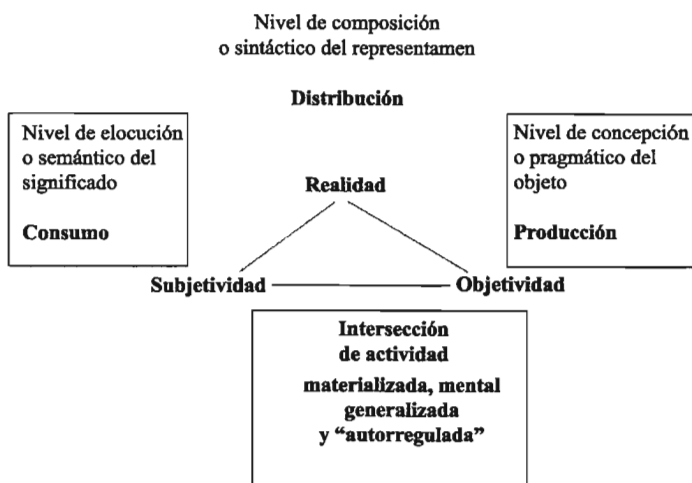 Nivel de composición
o sintáctico del representamen
Distribución
Nivel de elocución
o semántico del
significado
Consumo
Nivel de concepción
o pragmático del
objeto
Producción
Realidad
Subjetividad
Objetividad
Intersección
de actividad
materializada, mental
generalizada
y “autorregulada”